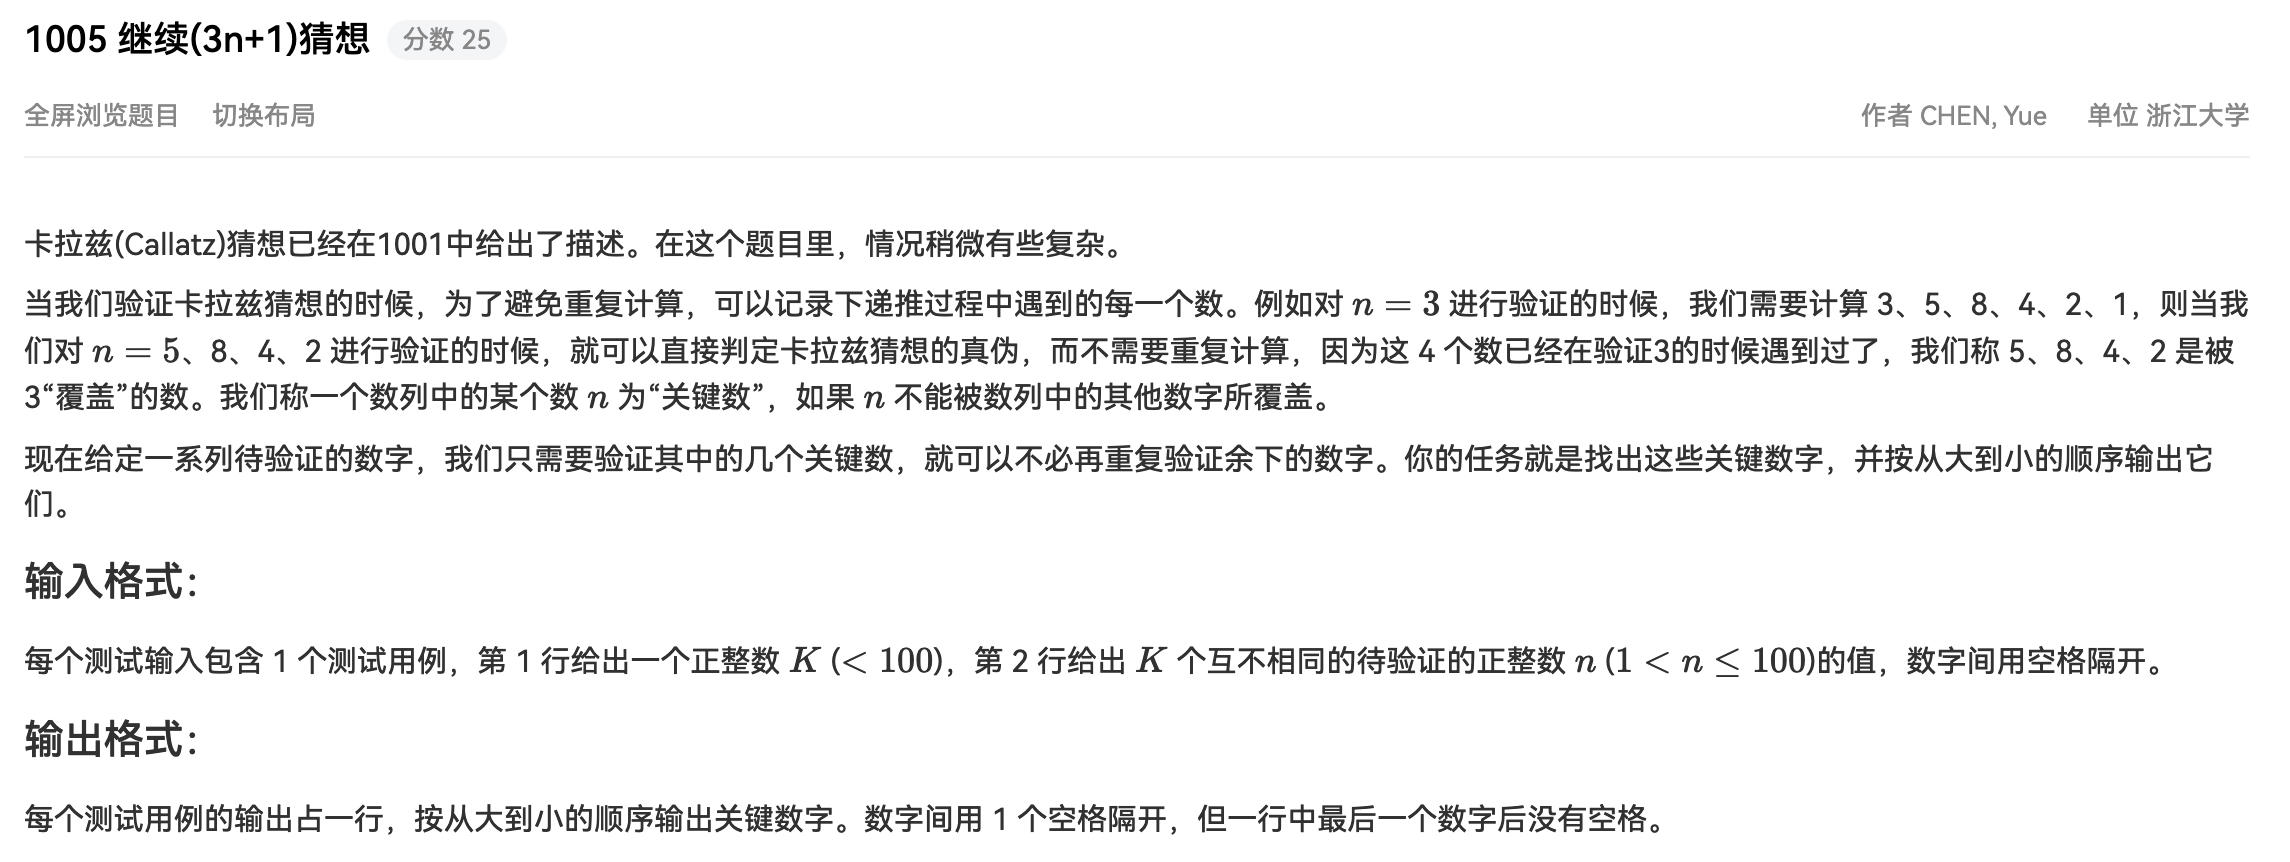 1005 继续(3n+1)猜想 分数 25
全屏浏览题目 切换布局 作者 CHEN, Yue 单位 浙江大学
卡拉兹(Callatz)猜想已经在1001中给出了描述。在这个题目里，情况稍微有些复杂。
当我们验证卡拉兹猜想的时候，为了避免重复计算，可以记录下递推过程中遇到的每一个数。例如对 n = 3 进行验证的时候，我们需要计算 3、5、8、4、2、1，则当我
们对 n = 5、8、4、2 进行验证的时候，就可以直接判定卡拉兹猜想的真伪，而不需要重复计算，因为这 4 个数已经在验证3的时候遇到过了，我们称 5、8、4、2 是被
3“覆盖”的数。我们称一个数列中的某个数 n 为“关键数”，如果 n 不能被数列中的其他数字所覆盖。
现在给定一系列待验证的数字，我们只需要验证其中的几个关键数，就可以不必再重复验证余下的数字。你的任务就是找出这些关键数字，并按从大到小的顺序输出它
们。
输入格式：
每个测试输入包含 1 个测试用例，第 1 行给出一个正整数 K (< 100)，第 2 行给出 K 个互不相同的待验证的正整数 n (1 < n ≤ 100)的值，数字间用空格隔开。
输出格式：
每个测试用例的输出占一行，按从大到小的顺序输出关键数字。数字间用 1 个空格隔开，但一行中最后一个数字后没有空格。